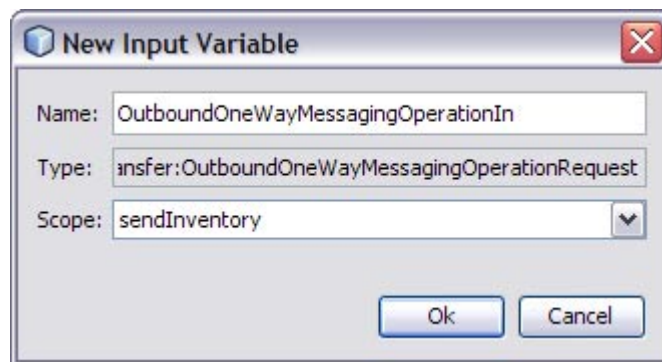 New Input Variable
Name: OutboundOneWayMessagingOperationIn
Type: ansfer:OutboundOneWayMessagingOperationRequest
Scope: sendInventory
Ok Cancel